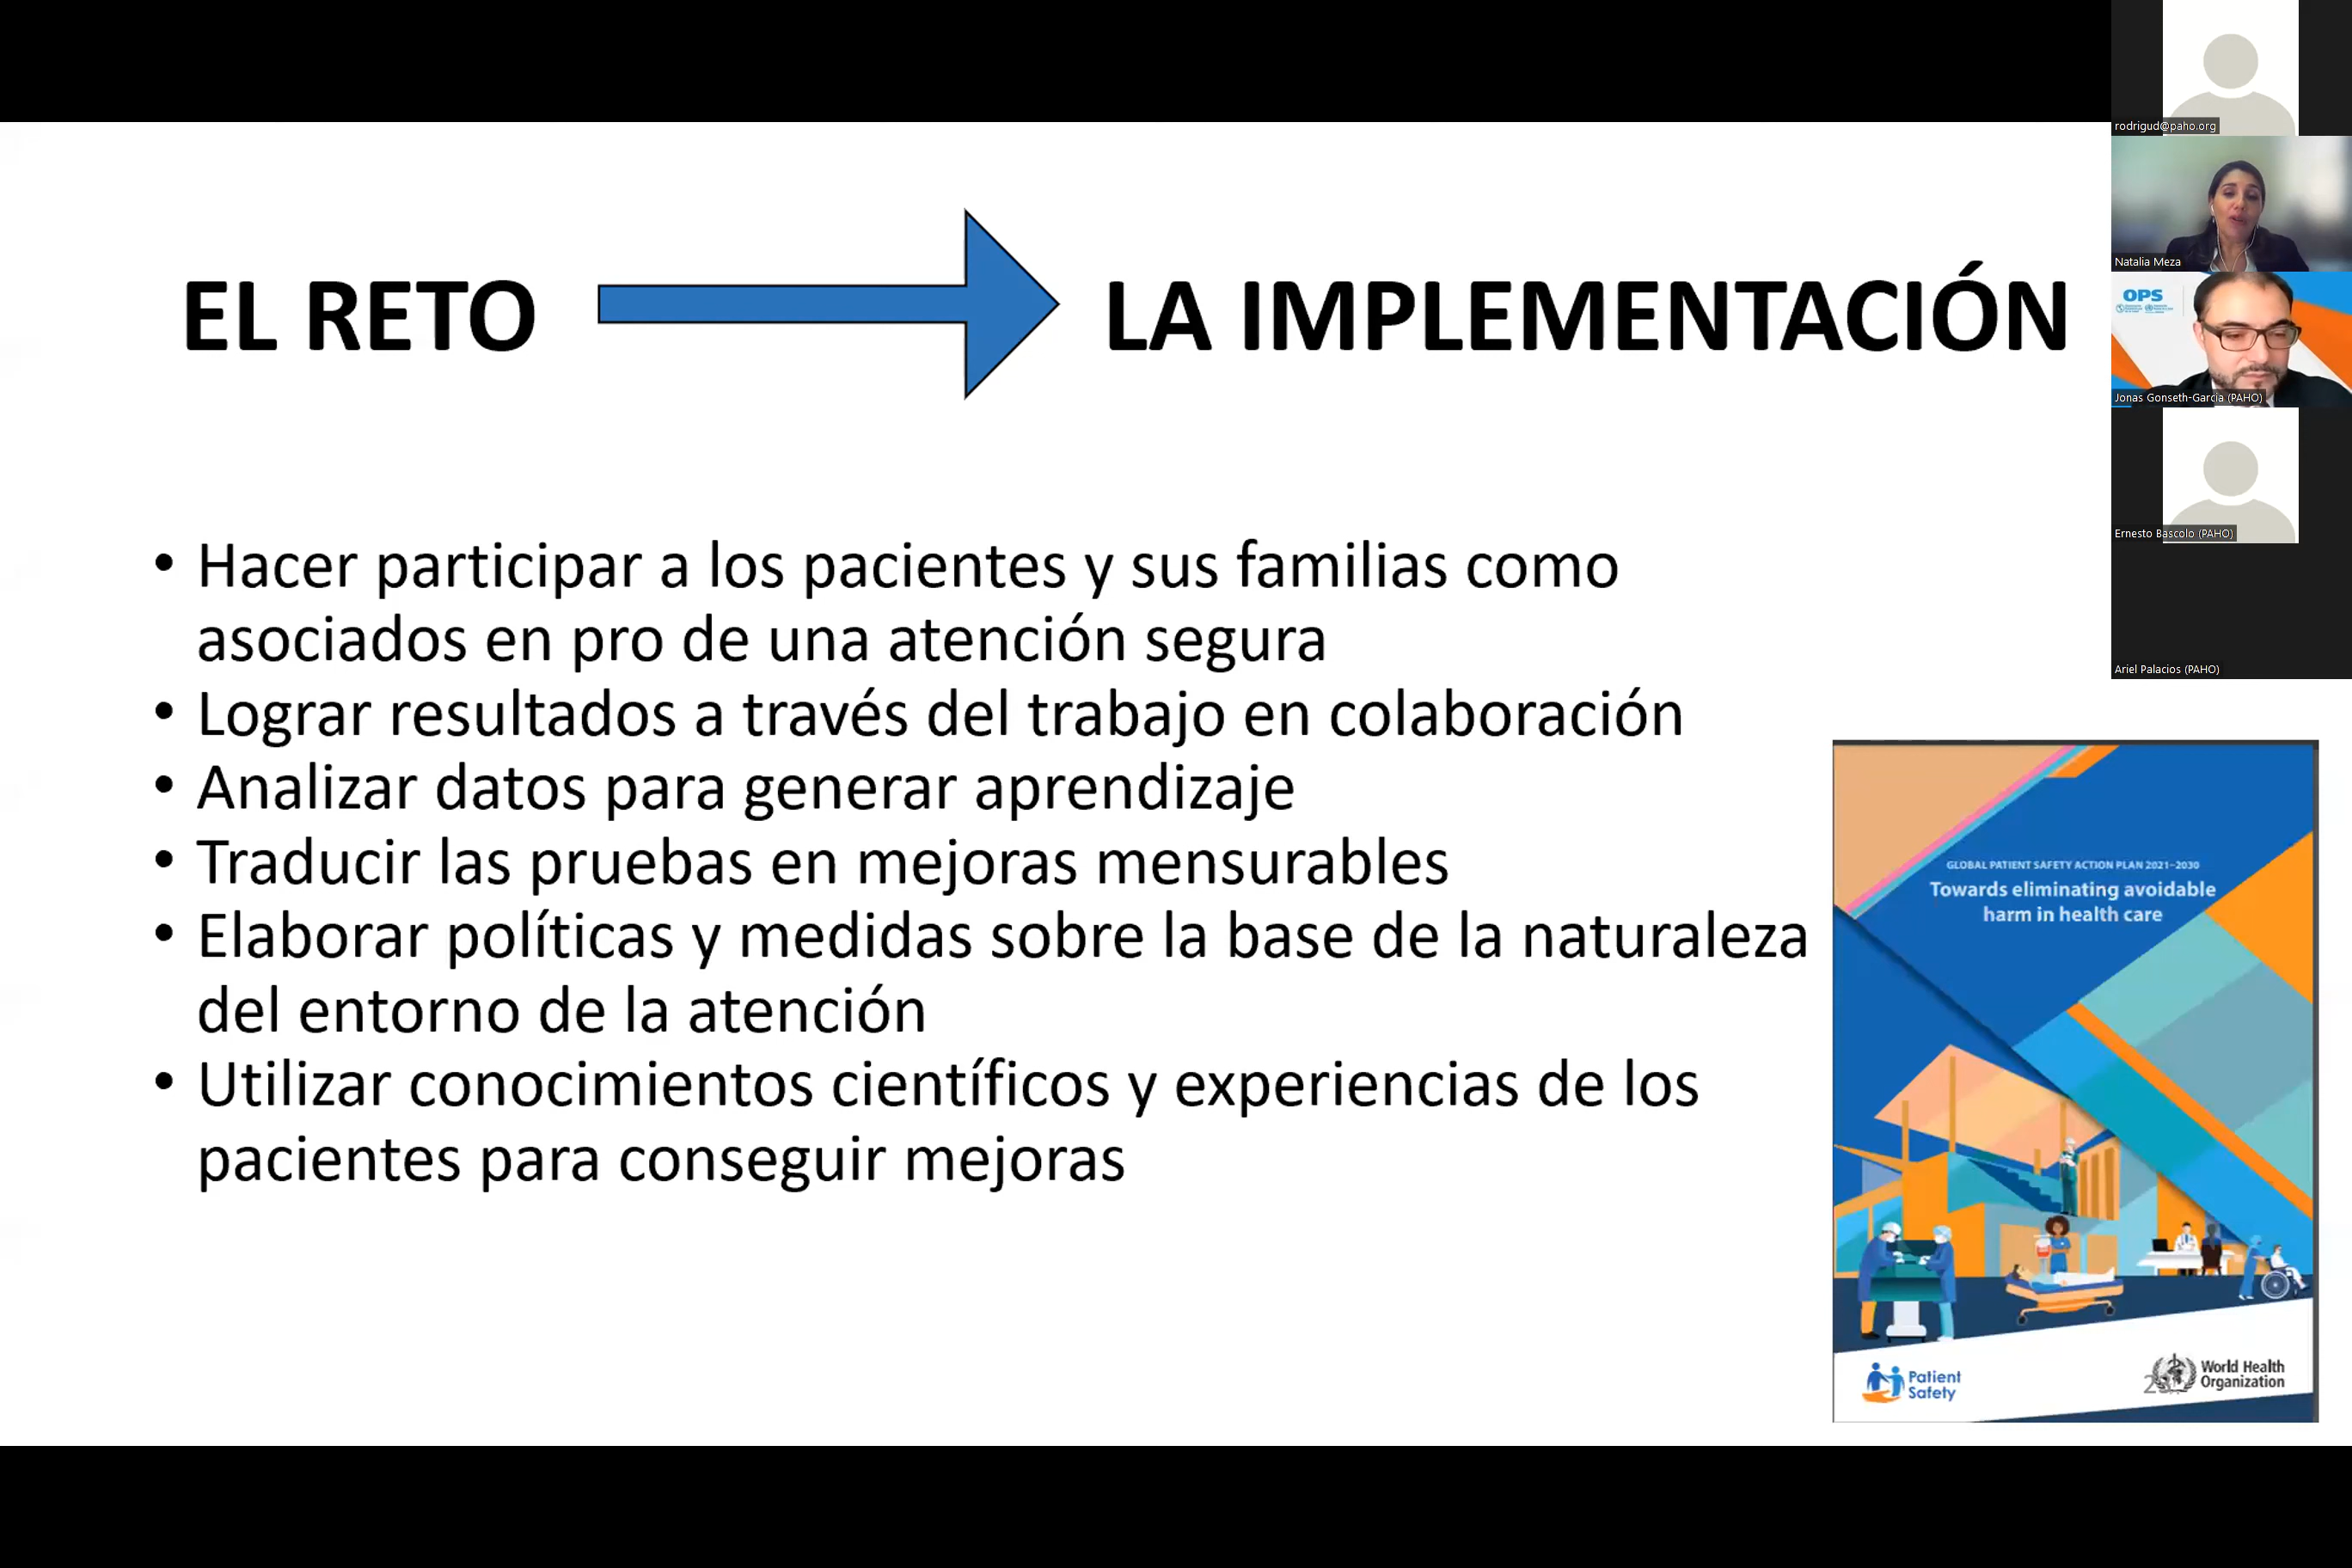 EL RETO
LA IMPLEMENTACIÓN
• Hacer participar a los pacientes y sus familias como
asociados en pro de una atención segura
• Lograr resultados a través del trabajo en colaboración
• Analizar datos para generar aprendizaje
• Traducir las pruebas en mejoras mensurables
• Elaborar políticas y medidas sobre la base de la naturaleza
del entorno de la atención
• Utilizar conocimientos científicos y experiencias de los
pacientes para conseguir mejoras
rodrigud@paho.org
Natalia Meza
OPS
Jonas Gonseth-Garcia (PAHO)
Ernesto Bascolo (PAHO)
Ariel Palacios (PAHO)
GLOBAL PATIENT SAFETY ACTION PLAN 2021–2030
Towards eliminating avoidable
harm in health care
Patient
Safety
World Health
Organization